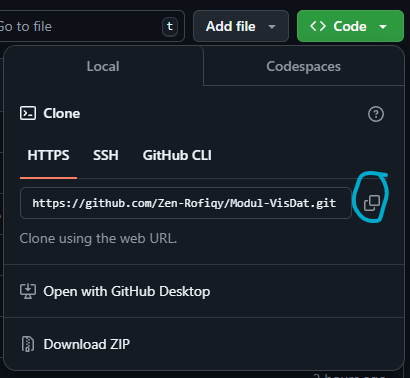 Go to file
t
Add file
Code
Local
Codespaces
Clone
HTTPS
SSH
GitHub CLI
https://github.com/Zen-Rofiqy/Modul-VisDat.git
Clone using the web URL.
Open with GitHub Desktop
Download ZIP